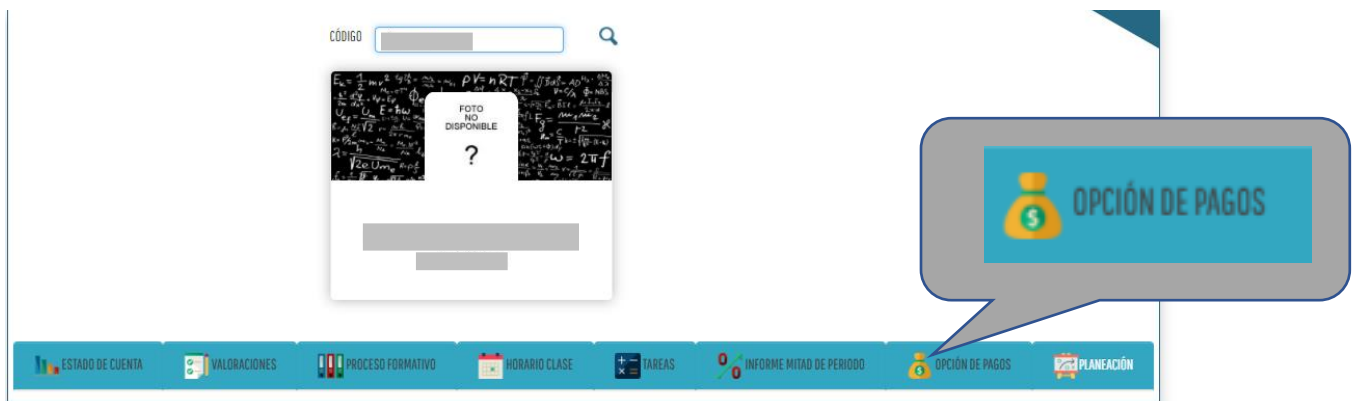 CÓDIGO
FOTO
NO
DISPONIBLE
?
OPCIÓN DE PAGOS
ESTADO DE CUENTA
VALORACIONES
PROCESO FORMATIVO
HORARIO CLASE
TAREAS
INFORME MITAD DE PERIODO
OPCIÓN DE PAGOS
PLANEACIÓN